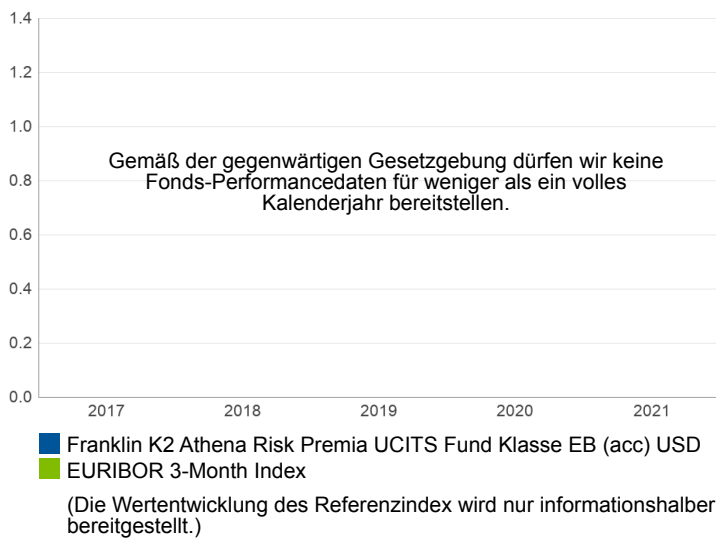 1.4
1.2
1.0
Gemäß der gegenwärtigen Gesetzgebung dürfen wir keine
Fonds-Performancedaten für weniger als ein volles
Kalenderjahr bereitstellen.
0.8
0.6
0.4
0.2
0.0
2017 2018 2019 2020 2021
Franklin K2 Athena Risk Premia UCITS Fund Klasse EB (acc) USD
EURIBOR 3-Month Index
(Die Wertentwicklung des Referenzindex wird nur informationshalber
bereitgestellt.)